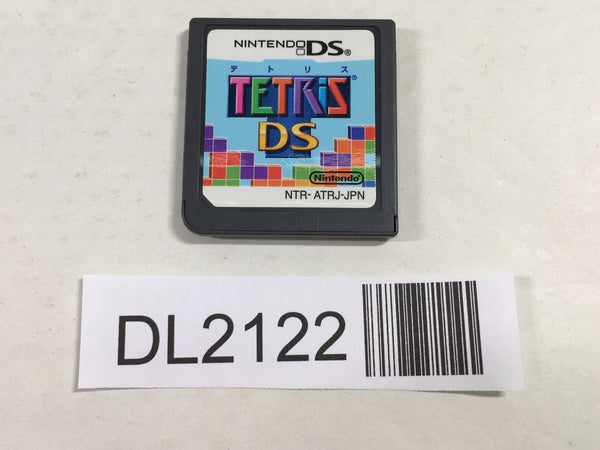 NINTENDO DS®
テトリス
TETRIS®
DS
Nintendo
NTR-ATRJ-JPN
DL2122